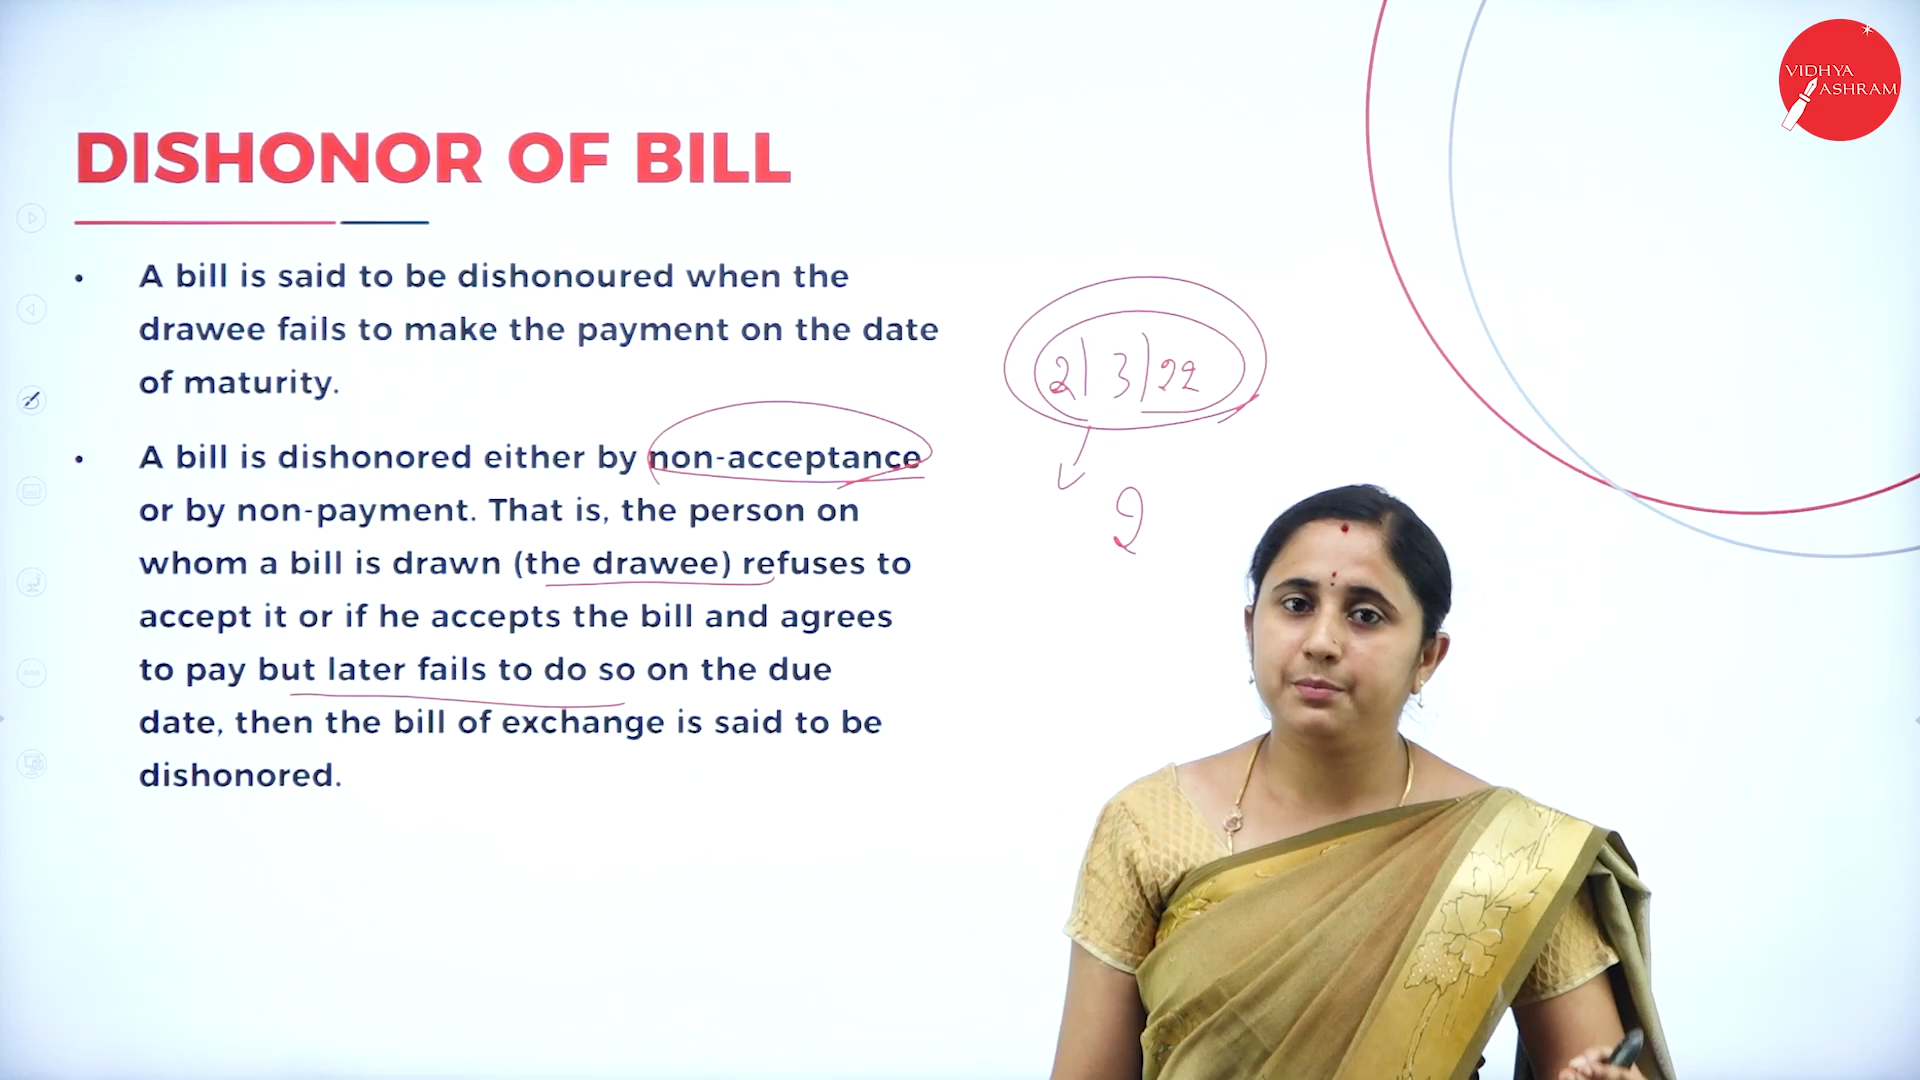 VIDHYA
ASHRAM
DISHONOR OF BILL
• A bill is said to be dishonoured when the
drawee fails to make the payment on the date
of maturity.
• A bill is dishonored either by non-acceptance
or by non-payment. That is, the person on
whom a bill is drawn (the drawee) refuses to
accept it or if he accepts the bill and agrees
to pay but later fails to do so on the due
date, then the bill of exchange is said to be
dishonored.
2|3|22
2